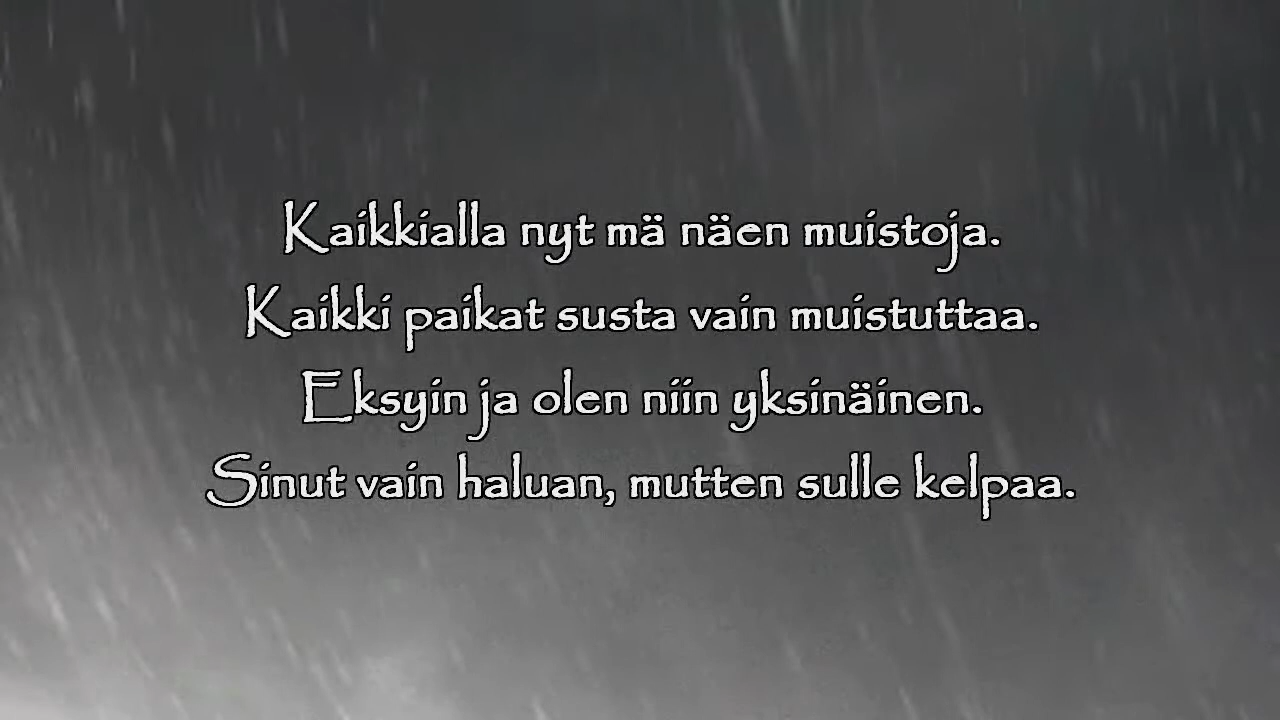 Kaikkialla nyt mä näen muistoja.
Kaikki paikat susta vain muistuttaa.
Eksyin ja olen niin yksinäinen.
Sinut vain haluan, mutten sulle kelpaa.